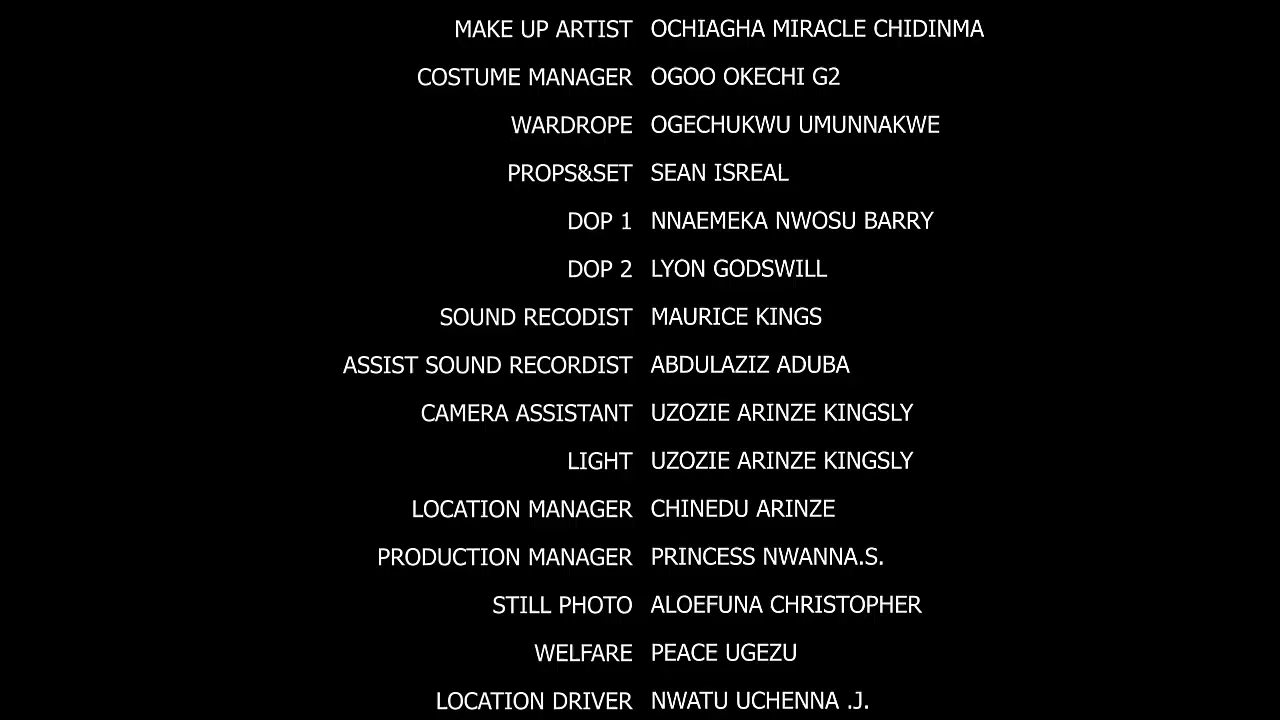 MAKE UP ARTIST OCHIAGHA MIRACLE CHIDINMA
COSTUME MANAGER OGOO OKECHI G2
WARDROPE OGECHUKWU UMUNNAKWE
PROPS&SET SEAN ISREAL
DOP 1 NNAEMEKA NWOSU BARRY
DOP 2 LYON GODSWILL
SOUND RECODIST MAURICE KINGS
ASSIST SOUND RECORDIST ABDULAZIZ ADUBA
CAMERA ASSISTANT UZOZIE ARINZE KINGSLY
LIGHT UZOZIE ARINZE KINGSLY
LOCATION MANAGER CHINEDU ARINZE
PRODUCTION MANAGER PRINCESS NWANNA.S.
STILL PHOTO ALOEFUNA CHRISTOPHER
WELFARE PEACE UGEZU
LOCATION DRIVER NWATU UCHENNA .J.